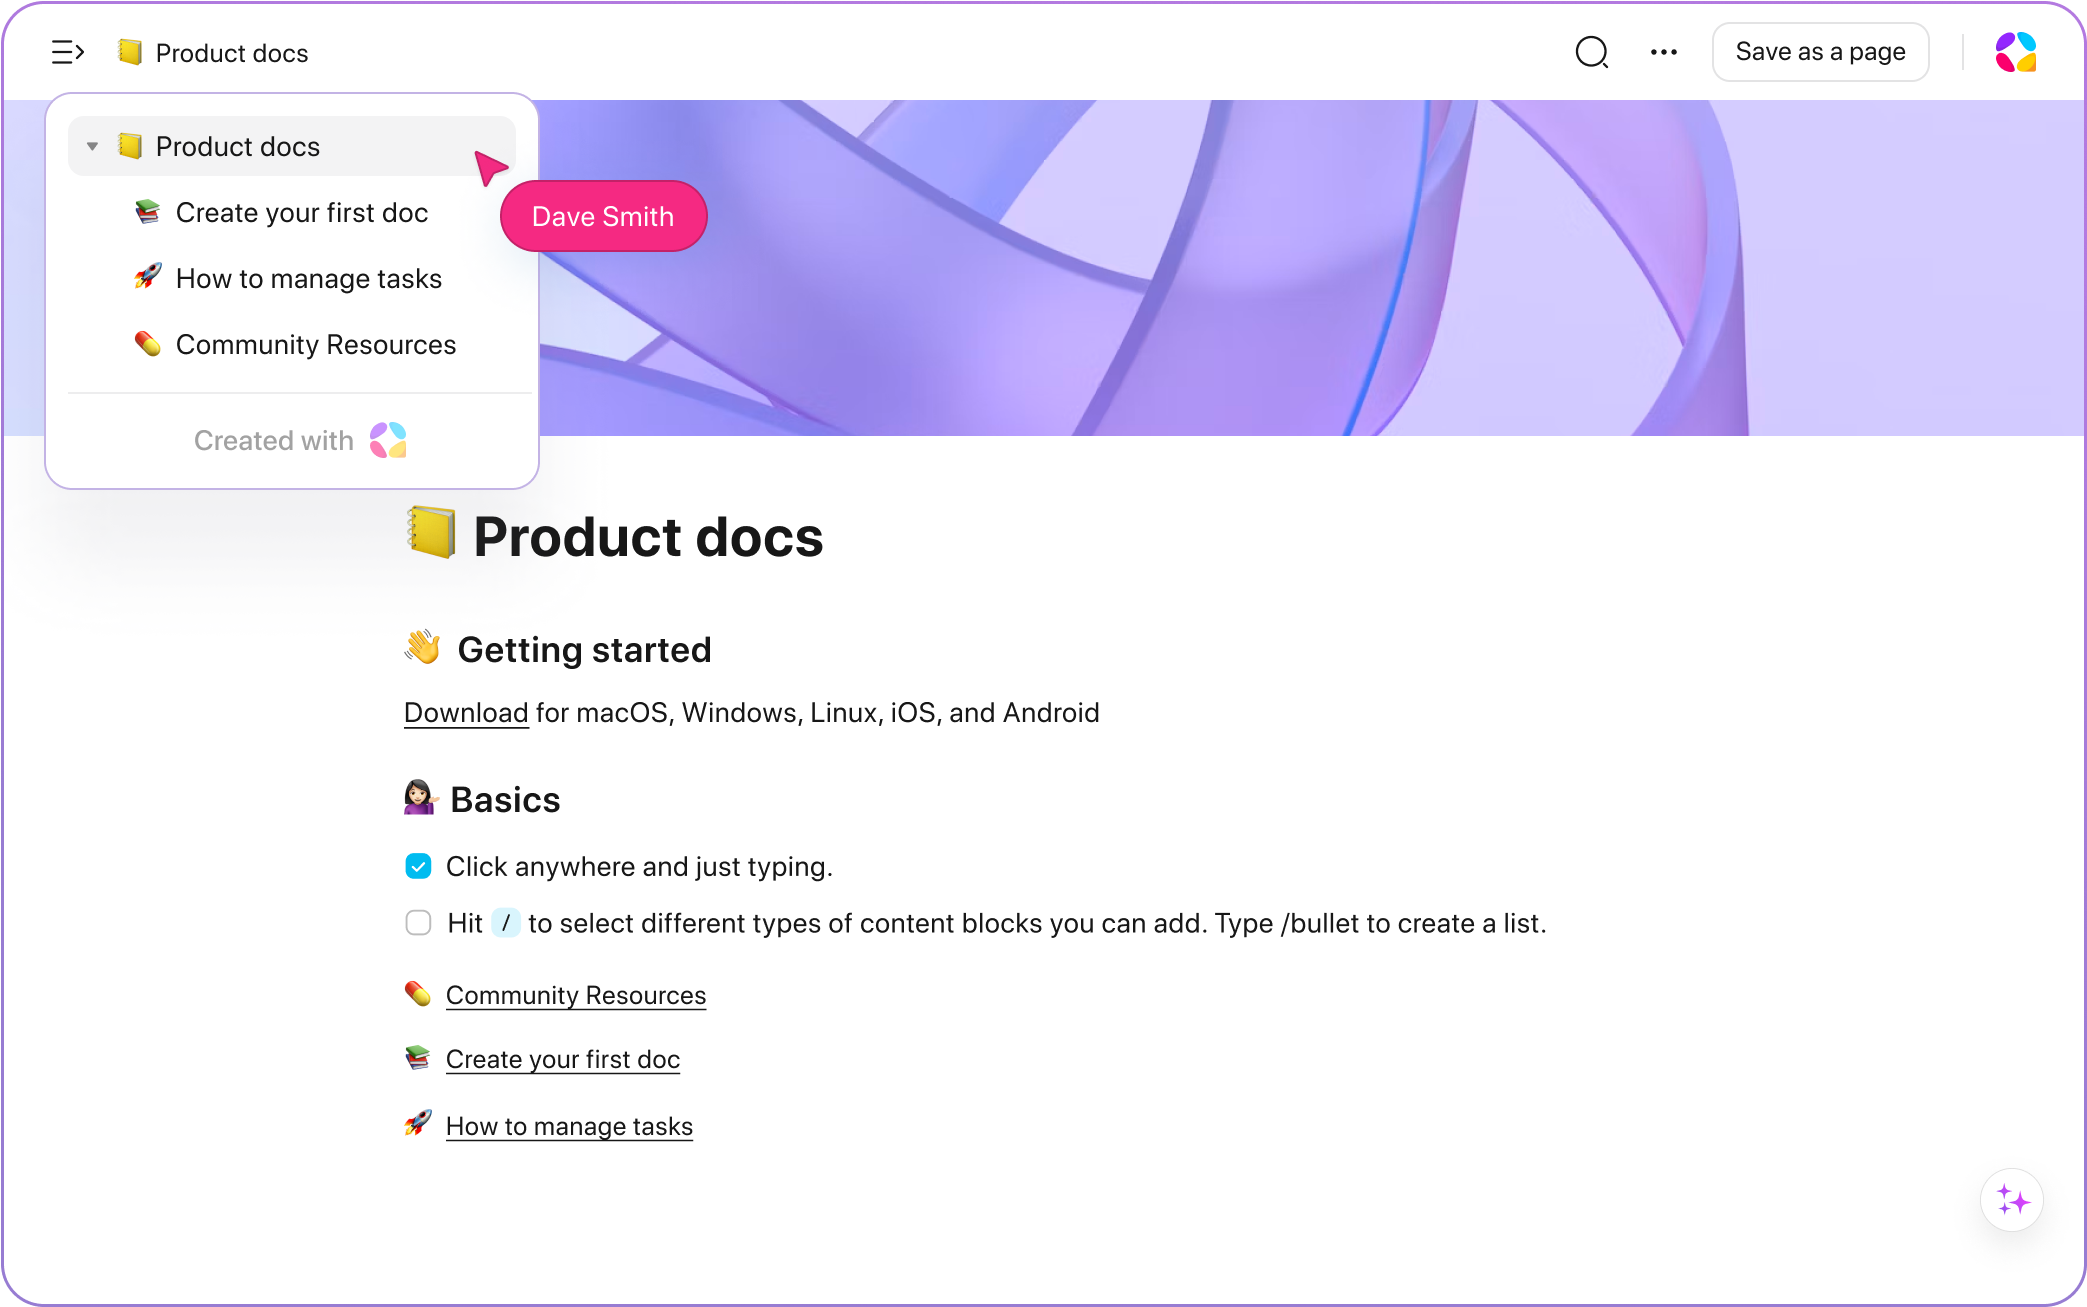 Product docs
Save as a page
Product docs
Dave Smith
Create your first doc
How to manage tasks
Community Resources
Created with
Product docs
Getting started
Download for macOS, Windows, Linux, iOS, and Android
Basics
Click anywhere and just typing.
Hit / to select different types of content blocks you can add. Type /bullet to create a list.
Community Resources
Create your first doc
How to manage tasks